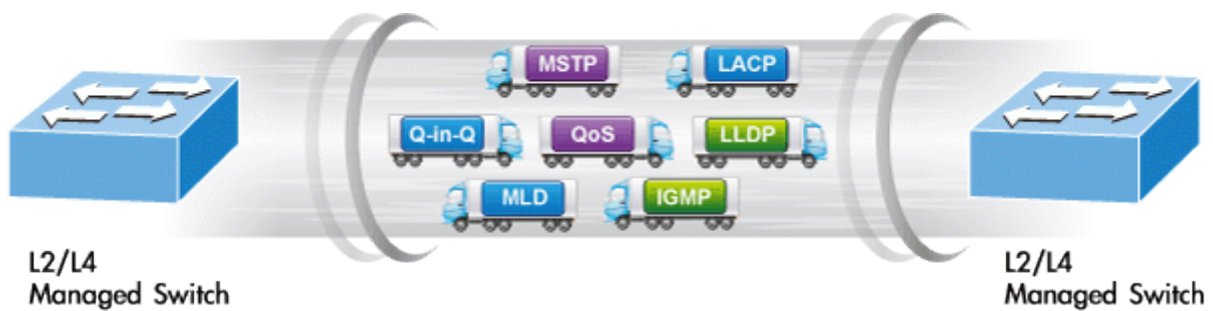 MSTP
LACP
Q-in-Q
QoS
LLDP
MLD
IGMP
L2/L4
Managed Switch
L2/L4
Managed Switch